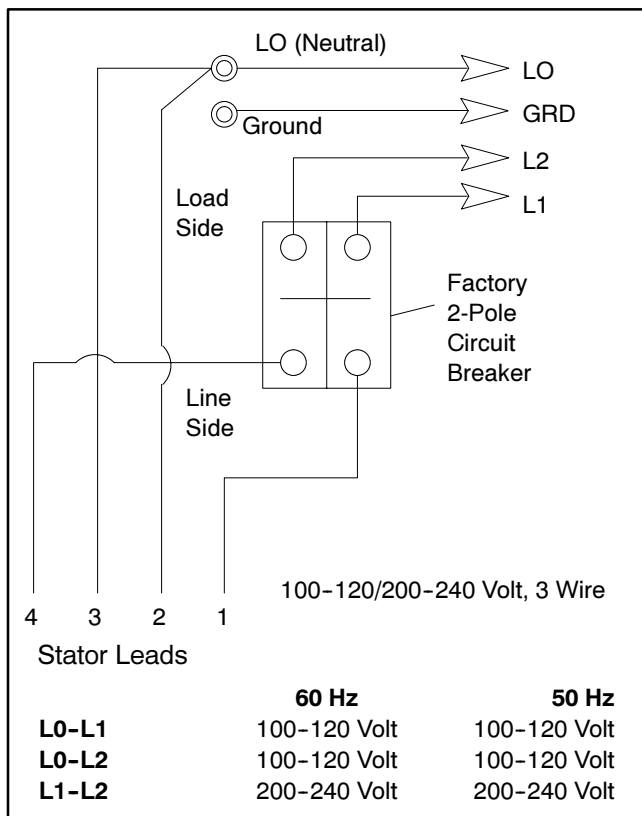 LO (Neutral)
LO
GRD
Ground
L2
Load
Side
L1
Factory
2-Pole
Circuit
Breaker
Line
Side
100-120/200-240 Volt, 3 Wire
4 3 2 1
Stator Leads
60 Hz 50 Hz
L0-L1 100-120 Volt 100-120 Volt
L0-L2 100-120 Volt 100-120 Volt
L1-L2 200-240 Volt 200-240 Volt